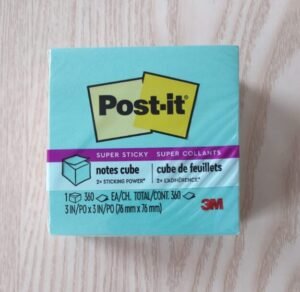 Post-it
SUPER STICKY · SUPER COLLANTS
notes cube
2x STICKING POWER*
cube de feuillets
2x L'ADHÉRENCE*
1 360 EA/CH. TOTAL/CONT. 360
3 IN/PO x 3 IN/PO (76 mm x 76 mm)
3M